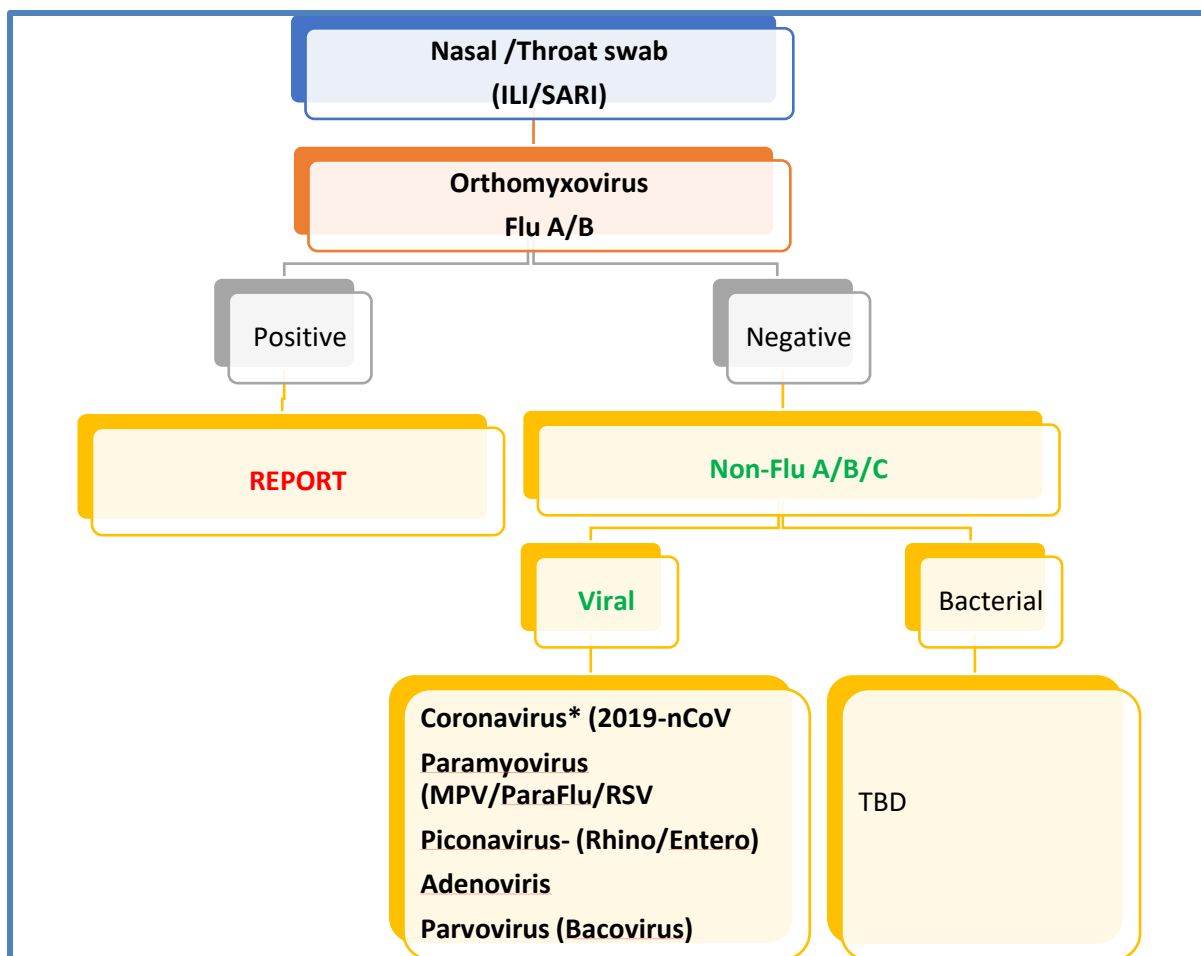 Nasal /Throat swab
(ILI/SARI)
Orthomyxovirus
Flu A/B
Positive
Negative
REPORT
Non-Flu A/B/C
Viral
Bacterial
Coronavirus* (2019-nCoV
Paramyovirus
(MPV/ParaFlu/RSV
Piconavirus- (Rhino/Entero)
Adenoviris
Parvovirus (Bacovirus)
TBD